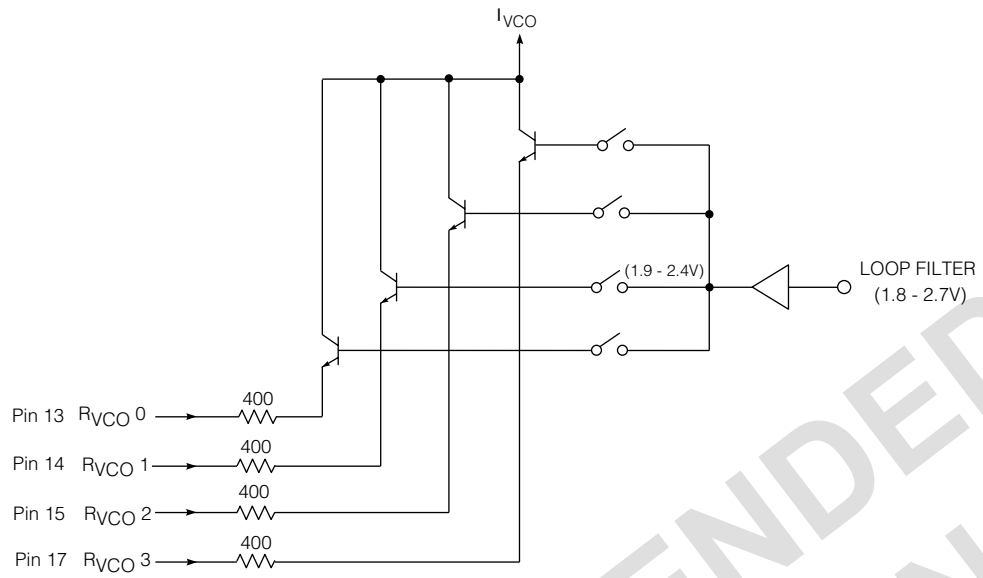 IVCO
(1.9 - 2.4V)
LOOP FILTER
(1.8 - 2.7V)
400
Pin 13 RVCO 0
400
Pin 14 RVCO 1
400
Pin 15 RVCO 2
400
Pin 17 RVCO 3